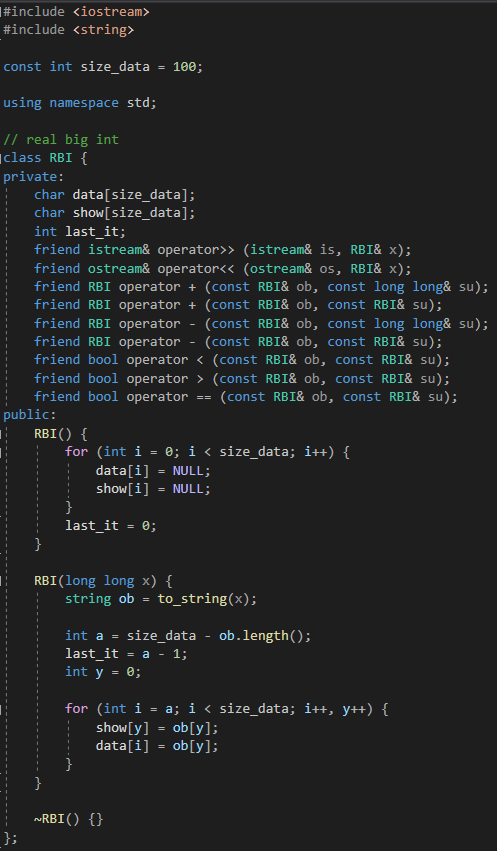 #include <iostream>
#include <string>
const int size_data = 100;
using namespace std;
// real big int
class RBI {
private:
char data[size_data];
char show[size_data];
int last_it;
friend istream& operator>> (istream& is, RBI& x);
friend ostream& operator<< (ostream& os, RBI& x);
friend RBI operator + (const RBI& ob, const long long& su);
friend RBI operator + (const RBI& ob, const RBI& su);
friend RBI operator - (const RBI& ob, const long long& su);
friend RBI operator - (const RBI& ob, const RBI& su);
friend bool operator < (const RBI& ob, const RBI& su);
friend bool operator > (const RBI& ob, const RBI& su);
friend bool operator == (const RBI& ob, const RBI& su);
public:
RBI() {
for (int i = 0; i < size_data; i++) {
data[i] = NULL;
show[i] = NULL;
}
last_it = 0;
}
RBI(long long x) {
string ob = to_string(x);
int a = size_data - ob.length();
last_it = a - 1;
int y = 0;
for (int i = a; i < size_data; i++, y++) {
show[y] = ob[y];
data[i] = ob[y];
}
}
~RBI() {}
};